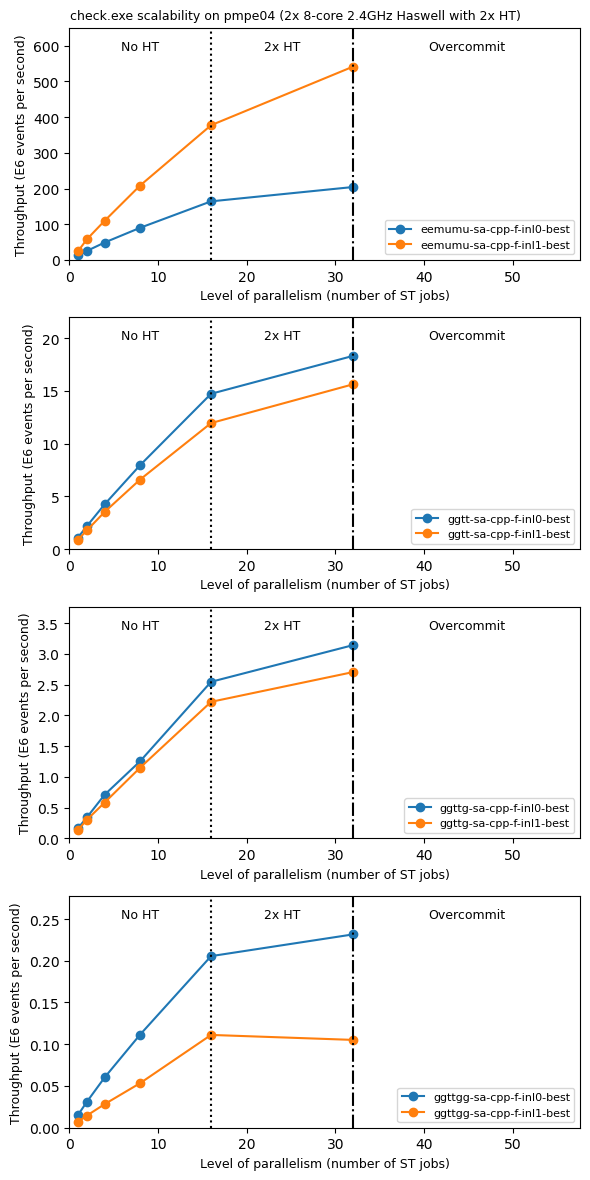 check.exe scalability on pmpe04 (2x 8-core 2.4GHz Haswell with 2x HT)
Throughput (E6 events per second)
600
500
400
300
200
100
0
No HT
2x HT
Overcommit
eemumu-sa-cpp-f-inl0-best
eemumu-sa-cpp-f-inl1-best
0 10 20 30 40 50
Level of parallelism (number of ST jobs)
Throughput (E6 events per second)
20
15
10
5
0
No HT
2x HT
Overcommit
ggtt-sa-cpp-f-inl0-best
ggtt-sa-cpp-f-inl1-best
0 10 20 30 40 50
Level of parallelism (number of ST jobs)
Throughput (E6 events per second)
3.5
3.0
2.5
2.0
1.5
1.0
0.5
0.0
No HT
2x HT
Overcommit
ggttg-sa-cpp-f-inl0-best
ggttg-sa-cpp-f-inl1-best
0 10 20 30 40 50
Level of parallelism (number of ST jobs)
Throughput (E6 events per second)
0.25
0.20
0.15
0.10
0.05
0.00
No HT
2x HT
Overcommit
ggttgg-sa-cpp-f-inl0-best
ggttgg-sa-cpp-f-inl1-best
0 10 20 30 40 50
Level of parallelism (number of ST jobs)